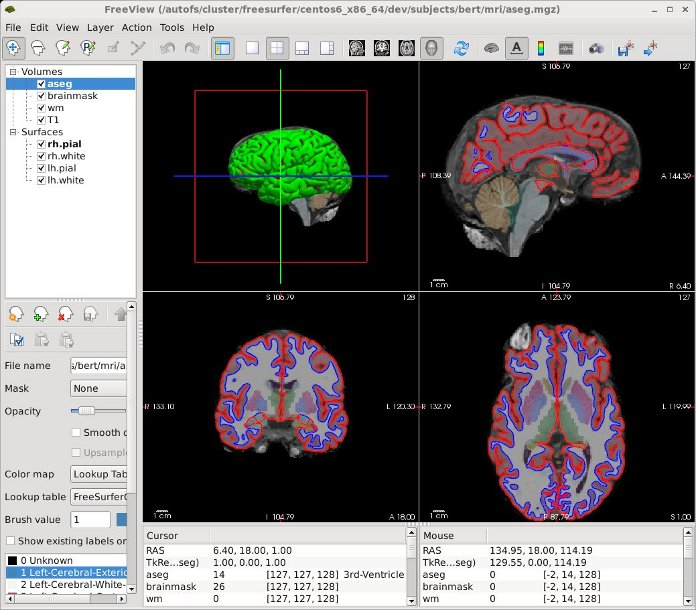 FreeView (/autofs/cluster/freesurfer/centos6_x86_64/dev/subjects/bert/mri/aseg.mgz)
File Edit View Layer Action Tools Help
A
Volumes
aseg
brainmask
wm
T1
Surfaces
rh.pial
rh.white
lh.pial
lh.white
File name s/bert/mri/a
Mask None
Opacity
Smooth
Upsampl
Color map Lookup Tab
Lookup table FreeSurfer
Brush value 1
Show existing labels on
0 Unknown
1 Left-Cerebral-Exterio
2 Left-Cerebral-White-
S 106.79 127
P 108.39 A 144.39
1 cm I 104.79 R 6.40
S 106.79 128
R 133.10 L 120.30
1 cm I 104.79 A 18.00
A 123.79 127
R 132.79 L 119.99
1 cm P 87.79 S 1.00
Cursor
RAS 6.40, 18.00, 1.00
TkRe...seg) 1.00, 0.00, 1.00
aseg 14 [127, 127, 128] 3rd-Ventricle
brainmask 26 [127, 127, 128]
wm 0 [127, 127, 128]
Mouse
RAS 134.95, 18.00, 114.19
TkRe...seg) 129.55, 0.00, 114.19
aseg 0 [-2, 14, 128]
brainmask 0 [-2, 14, 128]
wm 0 [-2, 14, 128]